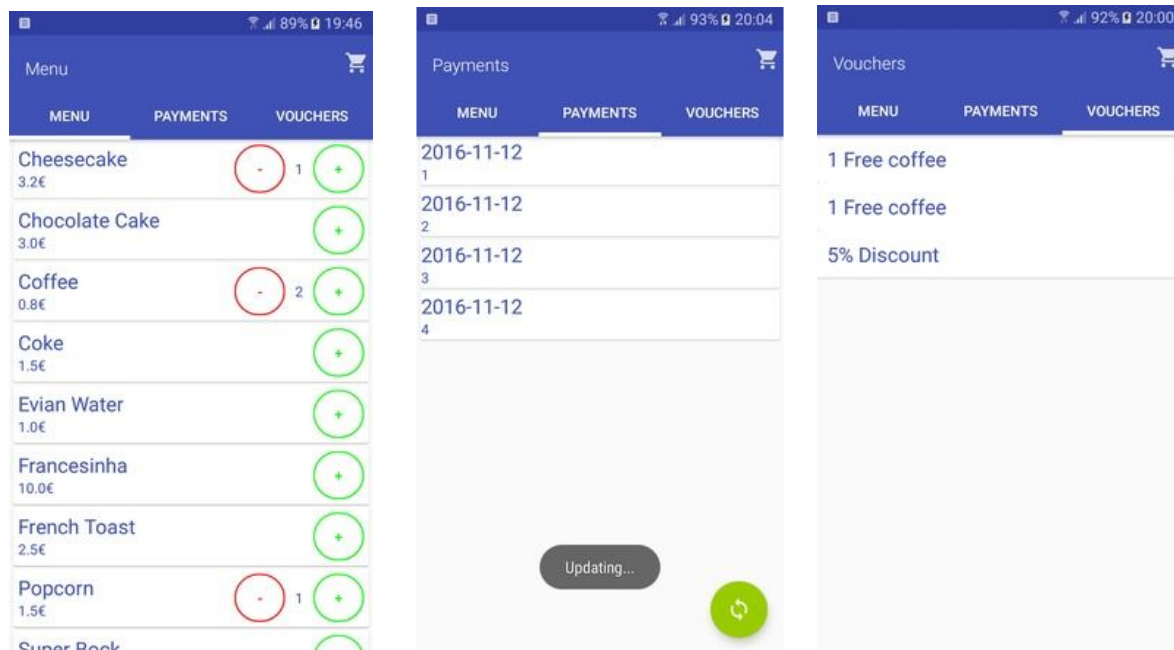 89% 19:46
Menu
MENU PAYMENTS VOUCHERS
Cheesecake
3.2€
- 1 +
Chocolate Cake
3.0€
+
Coffee
0.8€
- 2 +
Coke
1.5€
+
Evian Water
1.0€
+
Francesinha
10.0€
+
French Toast
2.5€
+
Popcorn
1.5€
- 1 +
Super Bock
93% 20:04
Payments
MENU PAYMENTS VOUCHERS
2016-11-12
1
2016-11-12
2
2016-11-12
3
2016-11-12
4
Updating...
92% 20:00
Vouchers
MENU PAYMENTS VOUCHERS
1 Free coffee
1 Free coffee
5% Discount